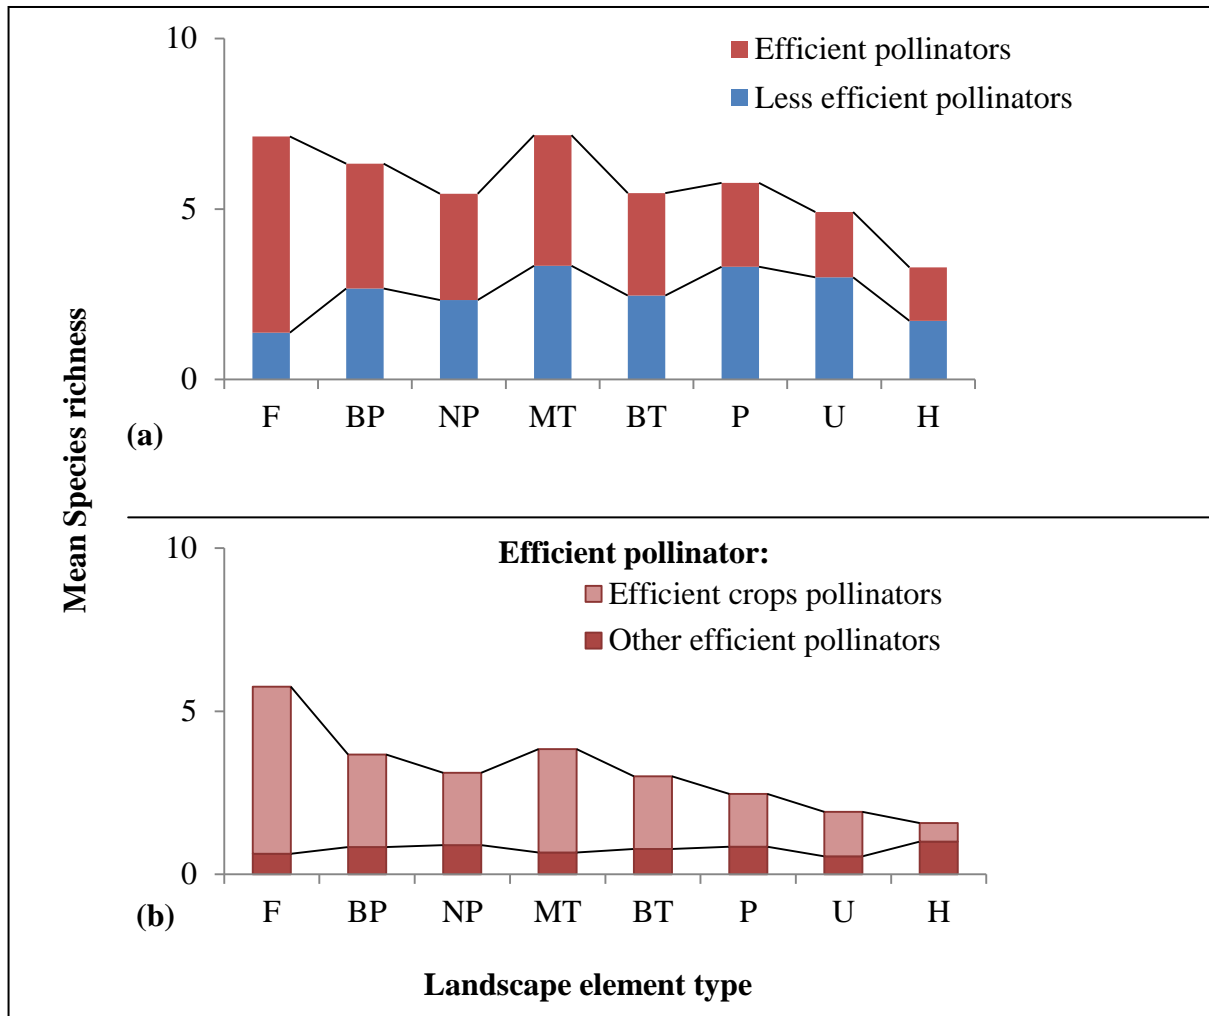 10
Efficient pollinators
Less efficient pollinators
5
0
F BP NP MT BT P U H
(a)
Mean Species richness
10
Efficient pollinator:
Efficient crops pollinators
Other efficient pollinators
5
0
F BP NP MT BT P U H
(b)
Landscape element type